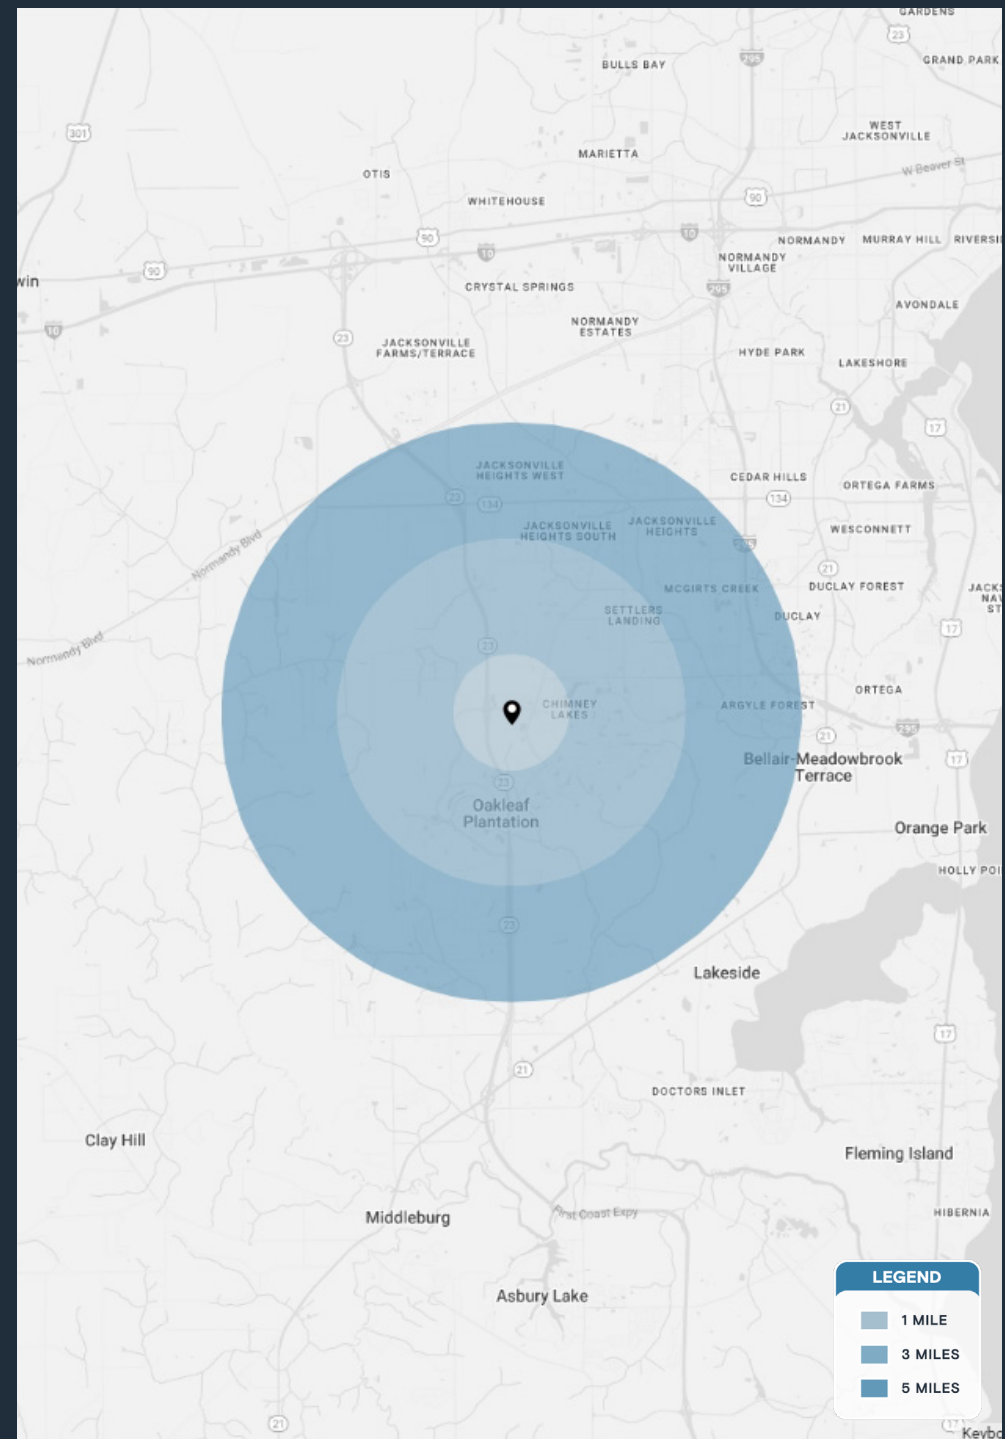 GARDENS
23
GRAND PARK
295
BULLS BAY
301
WEST
JACKSONVILLE
MARIETTA
W Beaver St
OTIS
WHITEHOUSE
90
90
10
10
NORMANDY
MURRAY HILL
RIVERSI
NORMANDY
VILLAGE
90
win
CRYSTAL SPRINGS
295
AVONDALE
10
NORMANDY
ESTATES
23
JACKSONVILLE
FARMS/TERRACE
HYDE PARK
LAKESHORE
21
17
JACKSONVILLE
HEIGHTS WEST
CEDAR HILLS
ORTEGA FARMS
23
134
134
JACKSONVILLE
HEIGHTS SOUTH
JACKSONVILLE
HEIGHTS
WESCONNETT
Normandy Blvd
295
21
MCGIRTS CREEK
DUCLAY FOREST
JACKS
NAV
ST
SETTLERS
LANDING
DUCLAY
17
Normandy Blvd
23
ORTEGA
CHIMNEY
LAKES
ARGYLE FOREST
295
21
Bellair-Meadowbrook
Terrace
17
23
Oakleaf
Plantation
Orange Park
HOLLY POI
23
Lakeside
17
21
DOCTORS INLET
Clay Hill
Fleming Island
Middleburg
First Coast Expy
HIBERNIA
Asbury Lake
LEGEND
1 MILE
3 MILES
5 MILES
21
17
Keybo